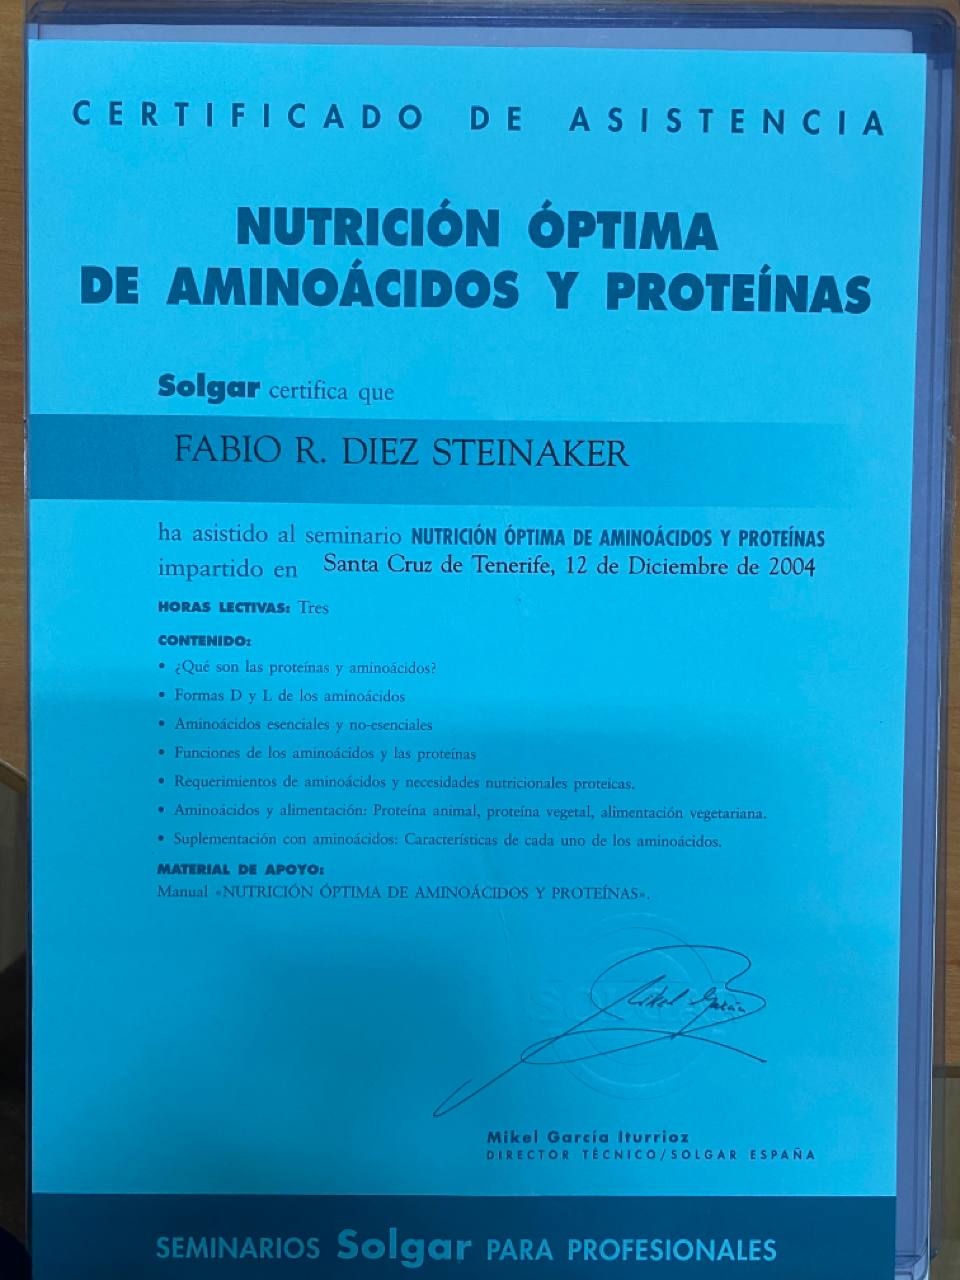 CERTIFICADO DE ASISTENCIA
NUTRICIÓN ÓPTIMA
DE AMINOÁCIDOS Y PROTEÍNAS
Solgar certifica que
FABIO R. DIEZ STEINAKER
ha asistido al seminario NUTRICIÓN ÓPTIMA DE AMINOÁCIDOS Y PROTEÍNAS
impartido en Santa Cruz de Tenerife, 12 de Diciembre de 2004
HORAS LECTIVAS: Tres
CONTENIDO:
• ¿Qué son las proteínas y aminoácidos?
• Formas D y L de los aminoácidos
• Aminoácidos esenciales y no-esenciales
• Funciones de los aminoácidos y las proteínas
• Requerimientos de aminoácidos y necesidades nutricionales proteicas.
• Aminoácidos y alimentación: Proteína animal, proteína vegetal, alimentación vegetariana.
• Suplementación con aminoácidos: Características de cada uno de los aminoácidos.
MATERIAL DE APOYO:
Manual «NUTRICIÓN ÓPTIMA DE AMINOÁCIDOS Y PROTEÍNAS».
SOLGAR
Mikel García
Mikel García Iturrioz
DIRECTOR TÉCNICO/SOLGAR ESPAÑA
SEMINARIOS Solgar PARA PROFESIONALES